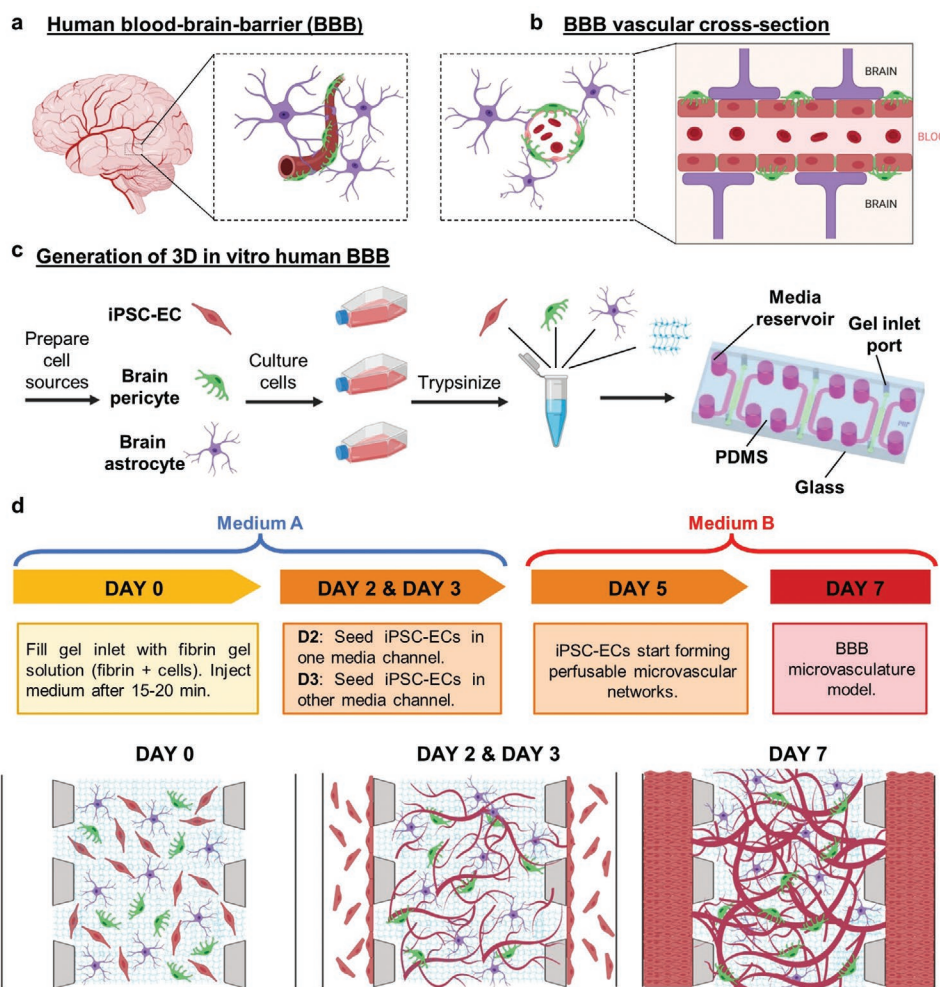 a Human blood-brain-barrier (BBB)
b BBB vascular cross-section
BRAIN
BLOO
BRAIN
c Generation of 3D in vitro human BBB
Prepare
cell
sources
iPSC-EC
Brain
pericyte
Brain
astrocyte
Culture
cells
Trypsinize
Media
reservoir
Gel inlet
port
PDMS
Glass
d
Medium A
Medium B
DAY 0
DAY 2 & DAY 3
DAY 5
DAY 7
Fill gel inlet with fibrin gel
solution (fibrin + cells). Inject
medium after 15-20 min.
D2: Seed iPSC-ECs in
one media channel.
D3: Seed iPSC-ECs in
other media channel.
iPSC-ECs start forming
perfusable microvascular
networks.
BBB
microvasculature
model.
DAY 0
DAY 2 & DAY 3
DAY 7